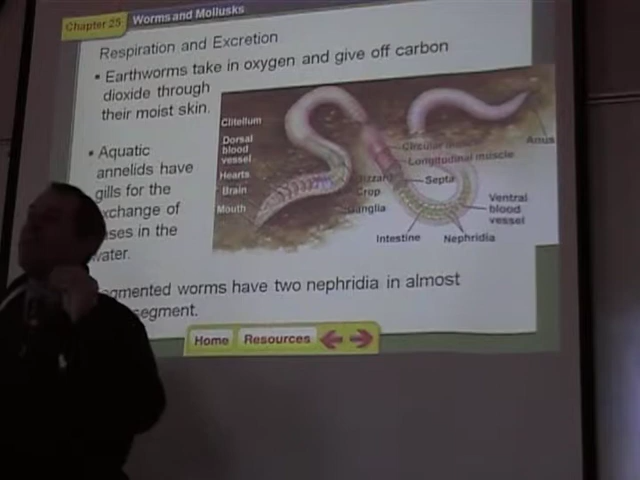 Chapter 25
Worms and Mollusks
Respiration and Excretion
• Earthworms take in oxygen and give off carbon
dioxide through
their moist skin.
• Aquatic
annelids have
gills for the
xchange of
ses in the
water.
gmented worms have two nephridia in almost
segment.
Clitellum
Dorsal
blood
vessel
Hearts
Brain
Mouth
Circular
Longitudinal muscle
Anus
Septa
Crop
Ventral
blood
vessel
Intestine
Nephridia
Home
Resources